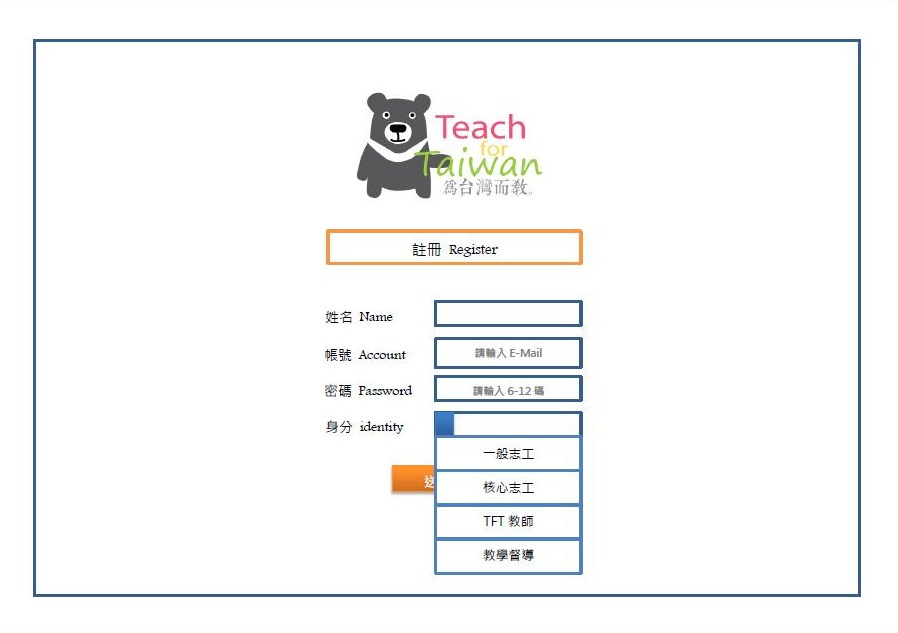 Teach
for
Taiwan
為台灣而教。
註冊 Register
姓名 Name
帳號 Account 請輸入 E-Mail
密碼 Password 請輸入 6-12 碼
身分 identity
一般志工
送
核心志工
TFT 教師
教學督導